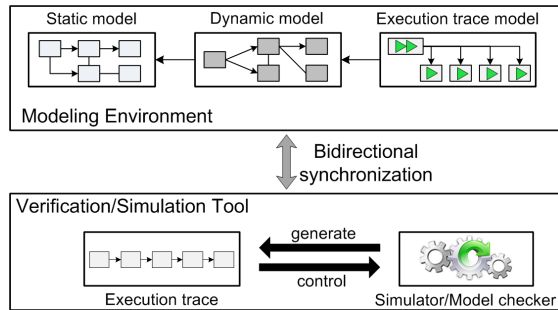 Static model
Dynamic model
Execution trace model
Modeling Environment
Bidirectional
synchronization
Verification/Simulation Tool
generate
control
Execution trace
Simulator/Model checker